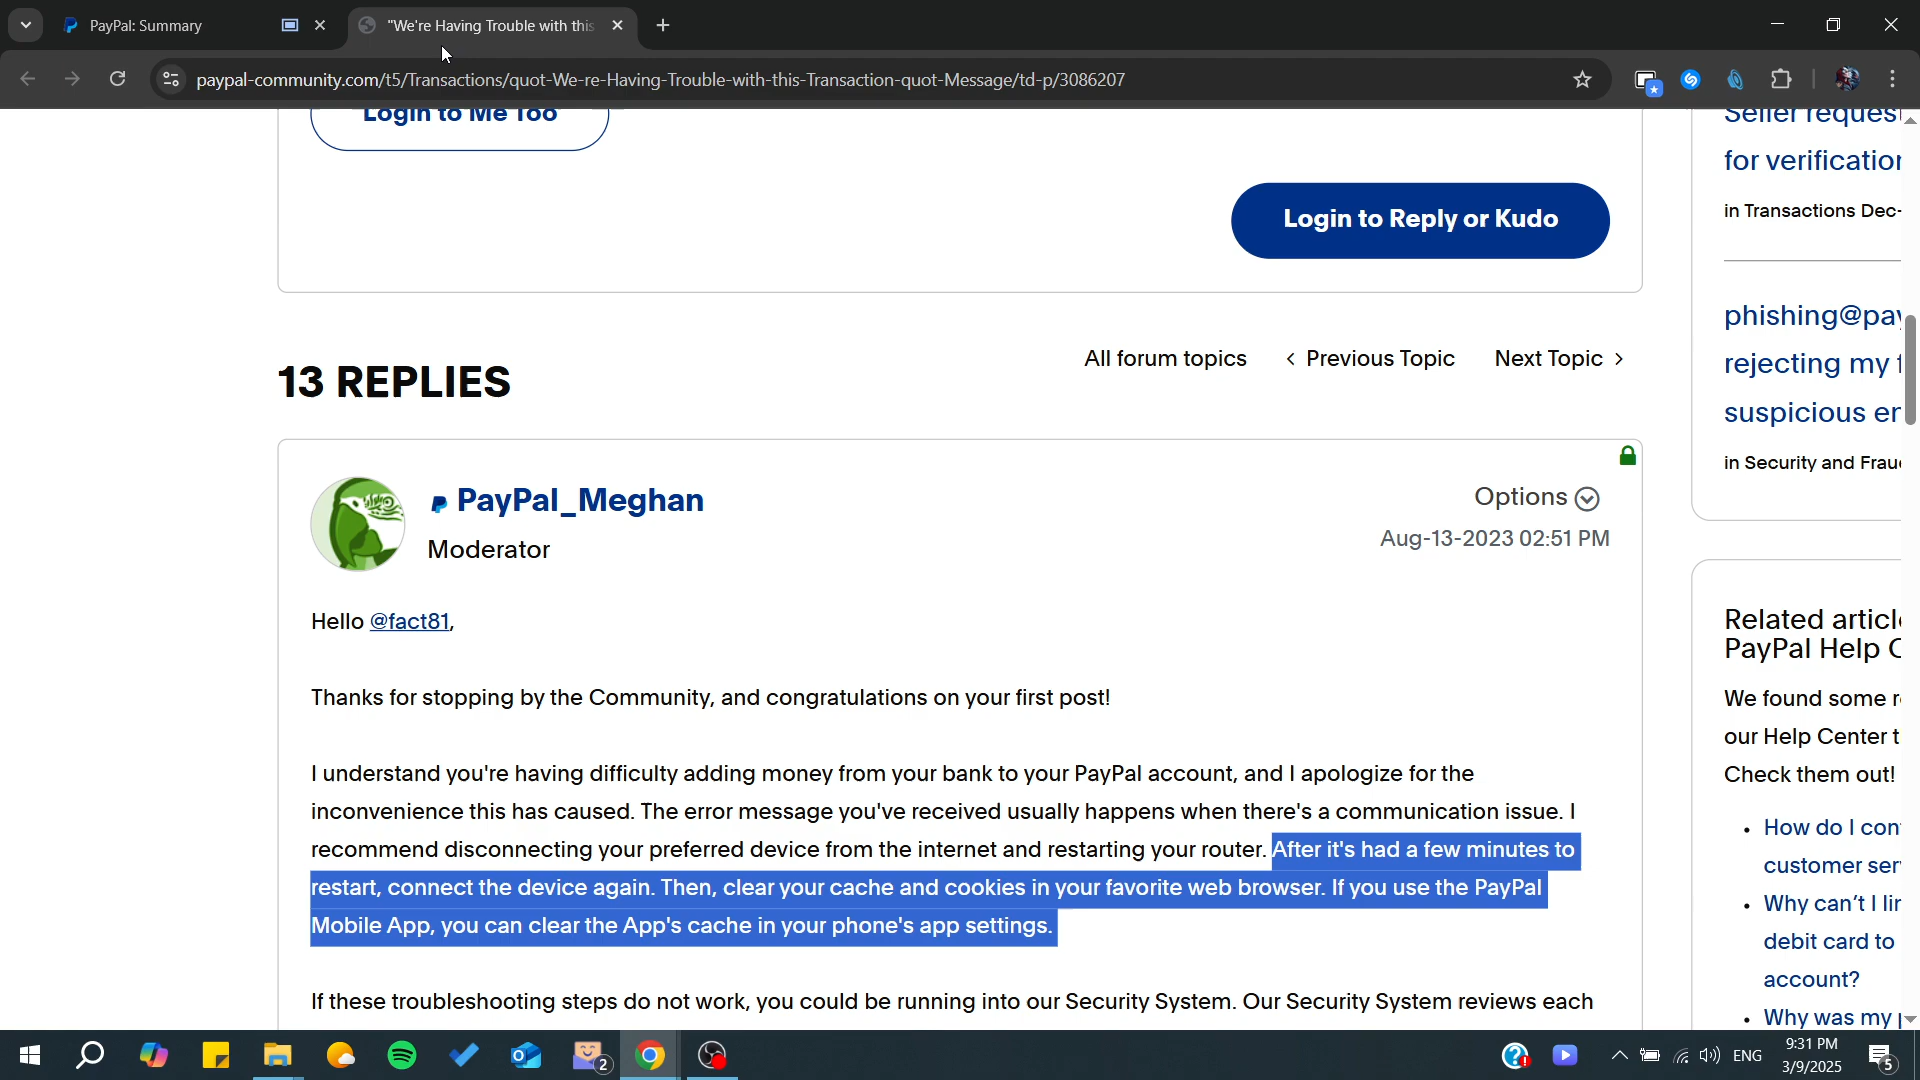 PayPal: Summary
"We're Having Trouble with this
paypal-community.com/t5/Transactions/quot-We-re-Having-Trouble-with-this-Transaction-quot-Message/td-p/3086207
Login to Me Too
Login to Reply or Kudo
13 REPLIES
All forum topics
Previous Topic
Next Topic
PayPal_Meghan
Moderator
Options
Aug-13-2023 02:51 PM
Hello @fact81,
Thanks for stopping by the Community, and congratulations on your first post!
I understand you're having difficulty adding money from your bank to your PayPal account, and I apologize for the
inconvenience this has caused. The error message you've received usually happens when there's a communication issue. I
recommend disconnecting your preferred device from the internet and restarting your router. After it's had a few minutes to
restart, connect the device again. Then, clear your cache and cookies in your favorite web browser. If you use the PayPal
Mobile App, you can clear the App's cache in your phone's app settings.
If these troubleshooting steps do not work, you could be running into our Security System. Our Security System reviews each
Seller request
for verification
in Transactions Dec-
phishing@pay
rejecting my
suspicious
in Security and Frau
Related articl
PayPal Help C
We found some
our Help Center t
Check them out!
• How do I con
customer ser
• Why can't I lin
debit card to
account?
• Why was my
2
ENG
9:31 PM
3/9/2025
5